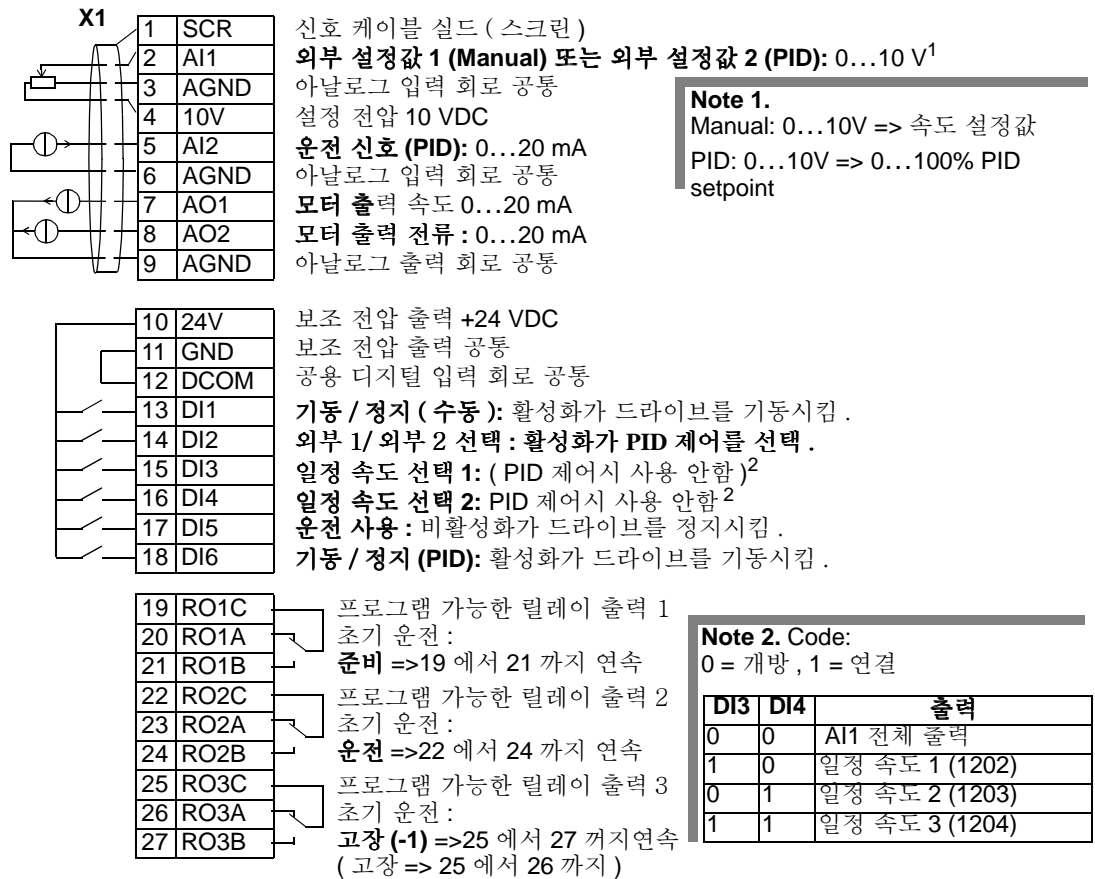 X1
1 SCR 신호 케이블 실드 ( 스크린 )
2 AI1 외부 설정값 1 (Manual) 또는 외부 설정값 2 (PID): 0…10 V1
3 AGND 아날로그 입력 회로 공통
4 10V 설정 전압 10 VDC
5 AI2 운전 신호 (PID): 0…20 mA
6 AGND 아날로그 입력 회로 공통
7 AO1 모터 출력 속도 0…20 mA
8 AO2 모터 출력 전류 : 0…20 mA
9 AGND 아날로그 출력 회로 공통
Note 1.
Manual: 0…10V => 속도 설정값
PID: 0…10V => 0…100% PID
setpoint
10 24V 보조 전압 출력 +24 VDC
11 GND 보조 전압 출력 공통
12 DCOM 공용 디지털 입력 회로 공통
13 DI1 기동 / 정지 ( 수동 ): 활성화가 드라이브를 기동시킴 .
14 DI2 외부 1/ 외부 2 선택 : 활성화가 PID 제어를 선택 .
15 DI3 일정 속도 선택 1: ( PID 제어시 사용 안함 )2
16 DI4 일정 속도 선택 2: PID 제어시 사용 안함 2
17 DI5 운전 사용 : 비활성화가 드라이브를 정지시킴 .
18 DI6 기동 / 정지 (PID): 활성화가 드라이브를 기동시킴 .
19 RO1C 프로그램 가능한 릴레이 출력 1
20 RO1A 초기 운전 :
21 RO1B 준비 =>19 에서 21 까지 연속
22 RO2C 프로그램 가능한 릴레이 출력 2
23 RO2A 초기 운전 :
24 RO2B 운전 =>22 에서 24 까지 연속
25 RO3C 프로그램 가능한 릴레이 출력 3
26 RO3A 초기 운전 :
27 RO3B 고장 (-1) =>25 에서 27 꺼지연속
( 고장 => 25 에서 26 까지 )
Note 2. Code:
0 = 개방 , 1 = 연결
DI3 DI4 출력
0 0 AI1 전체 출력
1 0 일정 속도 1 (1202)
0 1 일정 속도 2 (1203)
1 1 일정 속도 3 (1204)